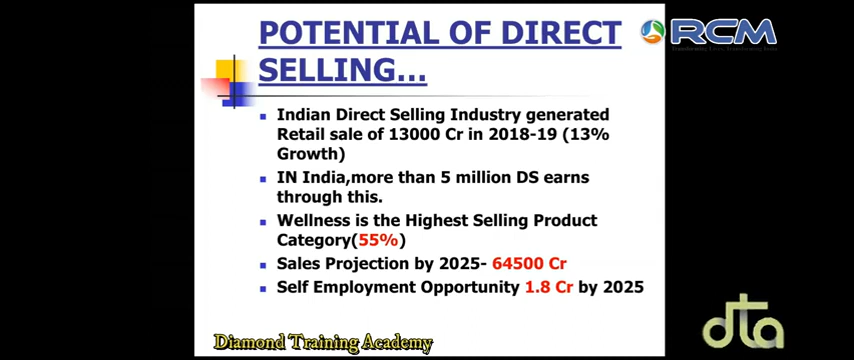 POTENTIAL OF DIRECT
SELLING...
RCM
Indian Direct Selling Industry generated
Retail sale of 13000 Cr in 2018-19 (13%
Growth)
IN India,more than 5 million DS earns
through this.
Wellness is the Highest Selling Product
Category(55%)
Sales Projection by 2025- 64500 Cr
Self Employment Opportunity 1.8 Cr by 2025
Diamond Training Academy
dta